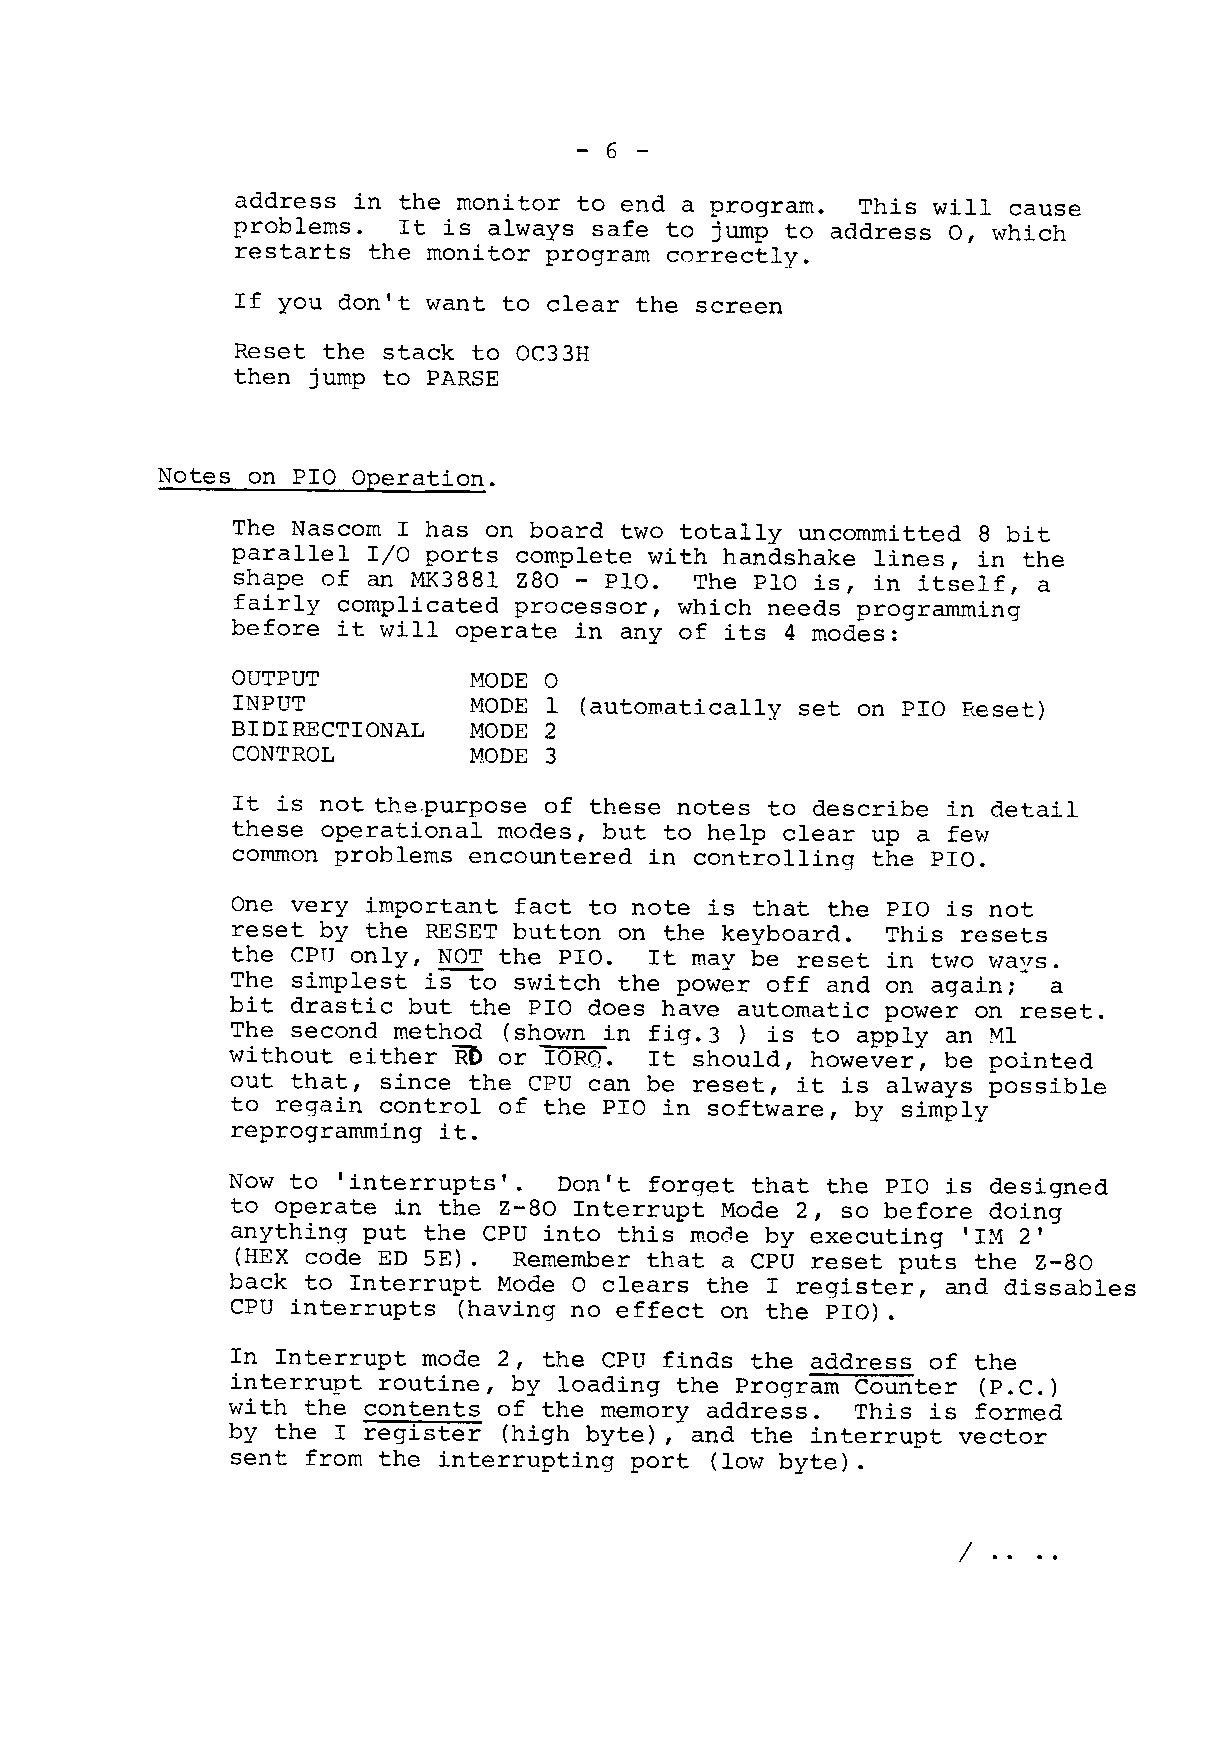 - 6 -
address in the monitor to end a program.  This will cause
problems.  It is always safe to jump to address O, which
restarts the monitor program correctly.
If you don't want to clear the screen
Reset the stack to OC33H
then jump to PARSE
Notes on PIO Operation.
The Nascom I has on board two totally uncommitted 8 bit
parallel I/O ports complete with handshake lines, in the
shape of an MK3881 Z80 - P1O.  The P1O is, in itself, a
fairly complicated processor, which needs programming
before it will operate in any of its 4 modes:
OUTPUT MODE O
INPUT MODE 1 (automatically set on PIO Reset)
BIDIRECTIONAL MODE 2
CONTROL MODE 3
It is not the purpose of these notes to describe in detail
these operational modes, but to help clear up a few
common problems encountered in controlling the PIO.
One very important fact to note is that the PIO is not
reset by the RESET button on the keyboard.  This resets
the CPU only, NOT the PIO.  It may be reset in two ways.
The simplest is to switch the power off and on again;  a
bit drastic but the PIO does have automatic power on reset.
The second method (shown in fig.3 ) is to apply an M1
without either RD or IORQ.  It should, however, be pointed
out that, since the CPU can be reset, it is always possible
to regain control of the PIO in software, by simply
reprogramming it.
Now to 'interrupts'.  Don't forget that the PIO is designed
to operate in the Z-80 Interrupt Mode 2, so before doing
anything put the CPU into this mode by executing 'IM 2'
(HEX code ED 5E).  Remember that a CPU reset puts the Z-80
back to Interrupt Mode O clears the I register, and dissables
CPU interrupts (having no effect on the PIO).
In Interrupt mode 2, the CPU finds the address of the
interrupt routine, by loading the Program Counter (P.C.)
with the contents of the memory address.  This is formed
by the I register (high byte), and the interrupt vector
sent from the interrupting port (low byte).
/ .. ..